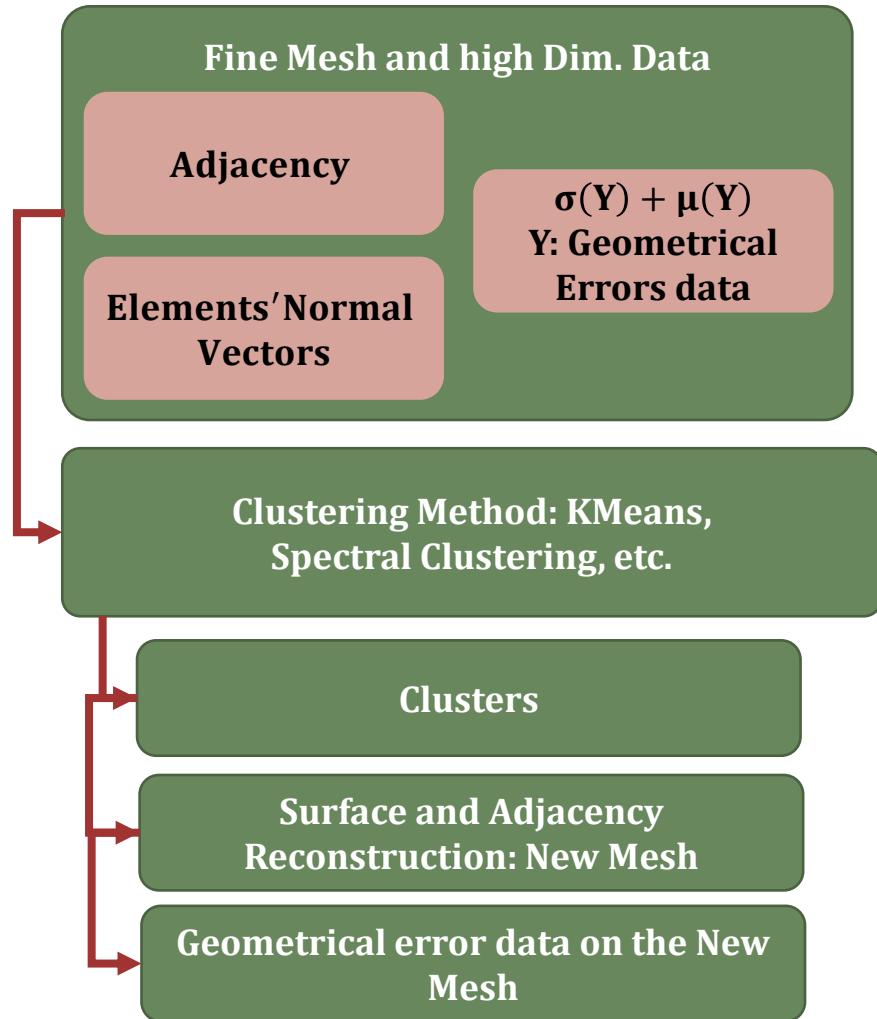 Fine Mesh and high Dim. Data
Adjacency
Elements′Normal
Vectors
σ(Y) + μ(Y)
Y: Geometrical
Errors data
Clustering Method: KMeans,
Spectral Clustering, etc.
Clusters
Surface and Adjacency
Reconstruction: New Mesh
Geometrical error data on the New
Mesh